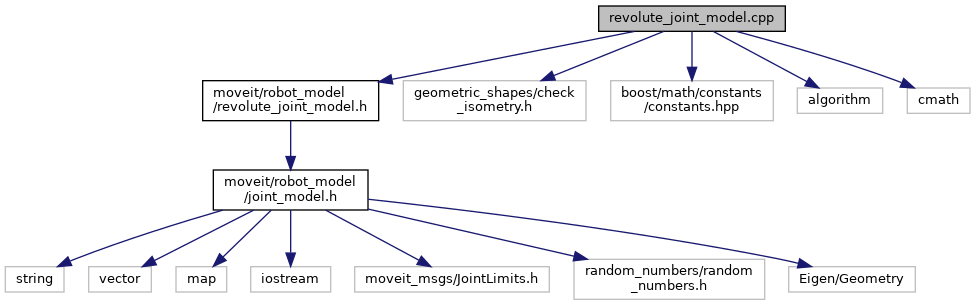 revolute_joint_model.cpp
moveit/robot_model
/revolute_joint_model.h
geometric_shapes/check
_isometry.h
boost/math/constants
/constants.hpp
algorithm
cmath
moveit/robot_model
/joint_model.h
string
vector
map
iostream
moveit_msgs/JointLimits.h
random_numbers/random
_numbers.h
Eigen/Geometry